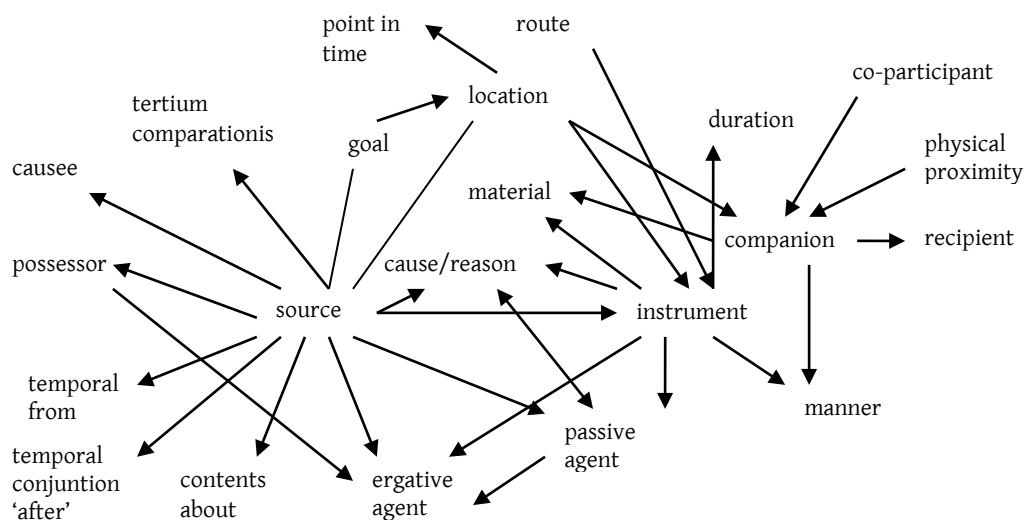 point in
time
route
co-participant
location
tertium
comparationis
duration
goal
physical
proximity
causee
material
companion
recipient
possessor
cause/reason
source
instrument
temporal
from
manner
passive
agent
temporal
conjuntion
‘after’
contents
about
ergative
agent